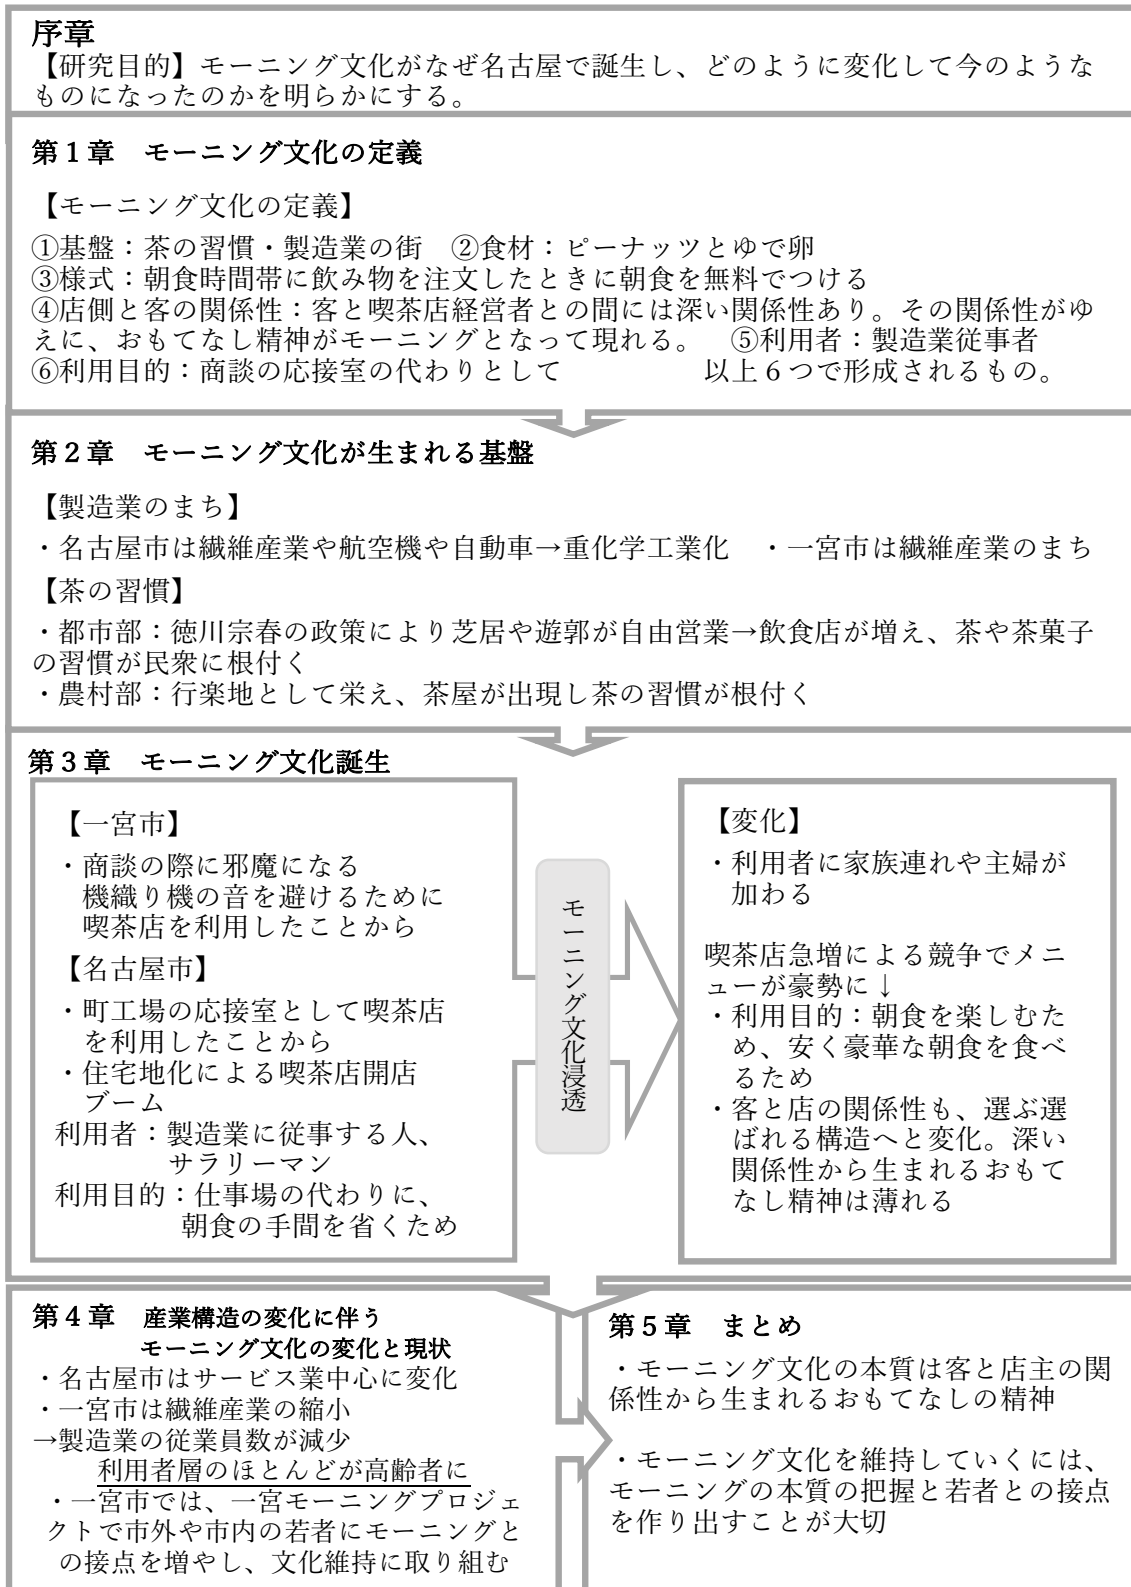 序章
【研究目的】モーニング文化がなぜ名古屋で誕生し、どのように変化して今のような
ものになったのかを明らかにする。
第１章　モーニング文化の定義
【モーニング文化の定義】
①基盤：茶の習慣・製造業の街　②食材：ピーナッツとゆで卵
③様式：朝食時間帯に飲み物を注文したときに朝食を無料でつける
④店側と客の関係性：客と喫茶店経営者との間には深い関係性あり。その関係性がゆ
えに、おもてなし精神がモーニングとなって現れる。　⑤利用者：製造業従事者
⑥利用目的：商談の応接室の代わりとして　　　　　以上６つで形成されるもの。
第２章　モーニング文化が生まれる基盤
【製造業のまち】
・名古屋市は繊維産業や航空機や自動車→重化学工業化　・一宮市は繊維産業のまち
【茶の習慣】
・都市部：徳川宗春の政策により芝居や遊郭が自由営業→飲食店が増え、茶や茶菓子
の習慣が民衆に根付く
・農村部：行楽地として栄え、茶屋が出現し茶の習慣が根付く
第３章　モーニング文化誕生
【一宮市】
・商談の際に邪魔になる
機織り機の音を避けるために
喫茶店を利用したことから
【名古屋市】
・町工場の応接室として喫茶店
を利用したことから
・住宅地化による喫茶店開店
ブーム
利用者：製造業に従事する人、
サラリーマン
利用目的：仕事場の代わりに、
朝食の手間を省くため
モーニング文化浸透
【変化】
・利用者に家族連れや主婦が
加わる
喫茶店急増による競争でメニ
ューが豪勢に↓
・利用目的：朝食を楽しむた
め、安く豪華な朝食を食べ
るため
・客と店の関係性も、選ぶ選
ばれる構造へと変化。深い
関係性から生まれるおもて
なし精神は薄れる
第４章　産業構造の変化に伴う
モーニング文化の変化と現状
・名古屋市はサービス業中心に変化
・一宮市は繊維産業の縮小
→製造業の従業員数が減少
利用者層のほとんどが高齢者に
・一宮市では、一宮モーニングプロジェ
クトで市外や市内の若者にモーニングと
の接点を増やし、文化維持に取り組む
第５章　まとめ
・モーニング文化の本質は客と店主の関
係性から生まれるおもてなしの精神
・モーニング文化を維持していくには、
モーニングの本質の把握と若者との接点
を作り出すことが大切